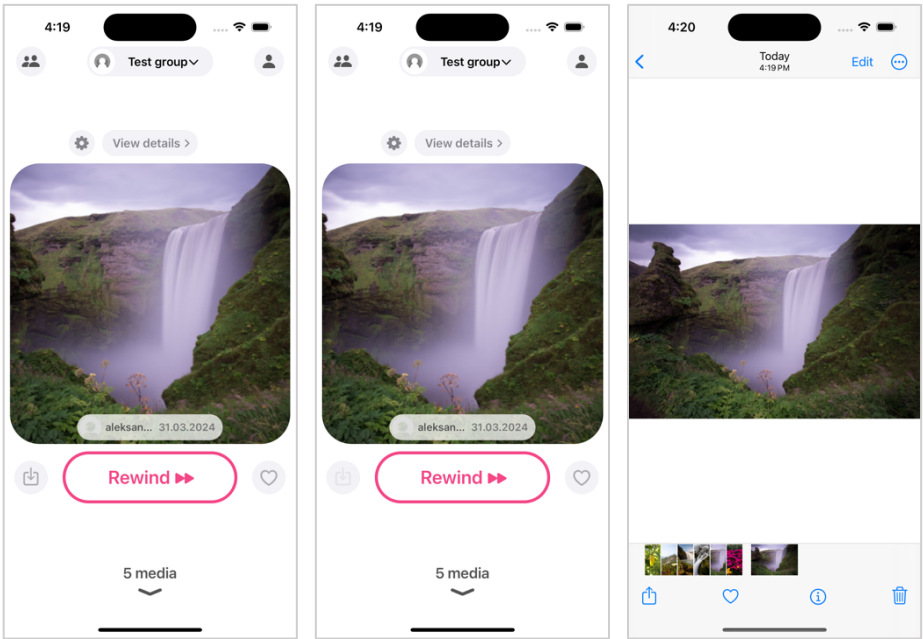 4:19
Test group
View details >
aleksan... 31.03.2024
Rewind
5 media
4:19
Test group
View details >
aleksan... 31.03.2024
Rewind
5 media
4:20
Today
4:19 PM
Edit